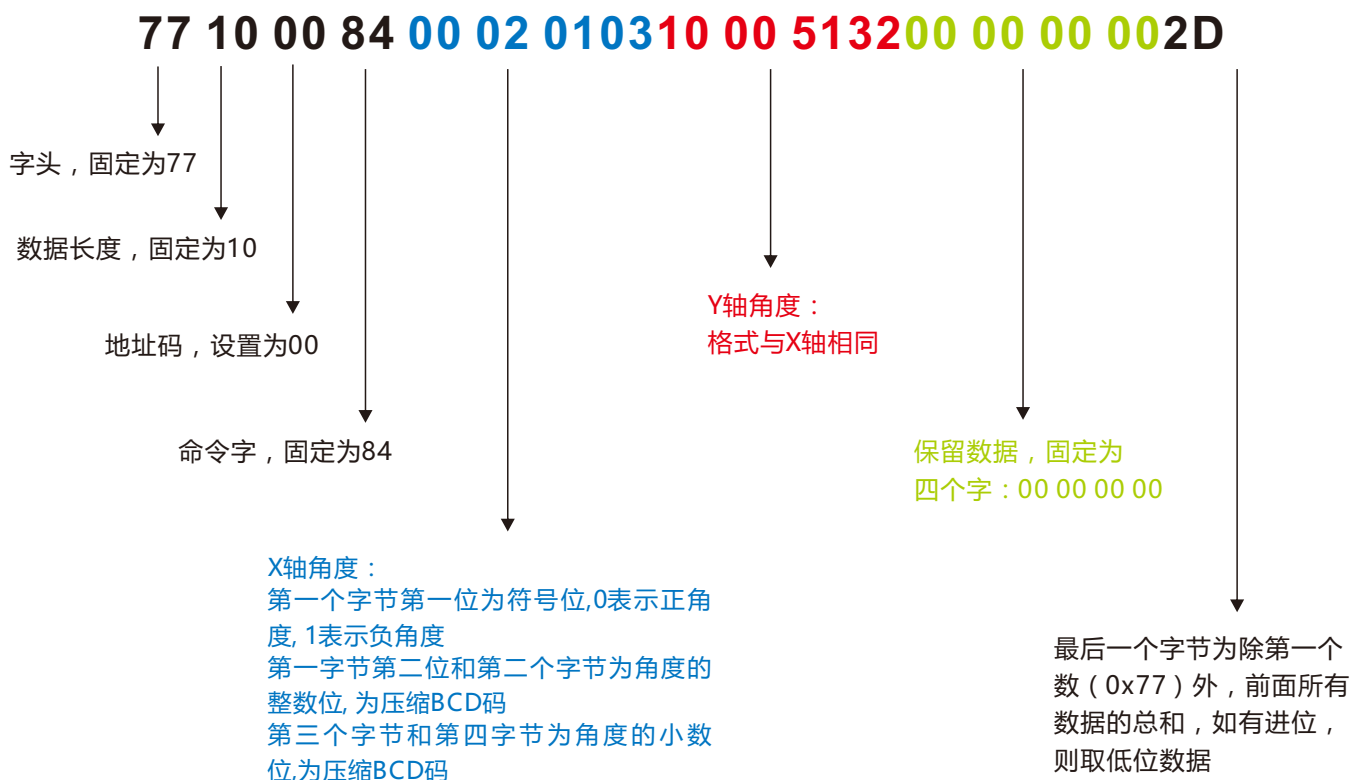 77 10 00 84 00 02 010310 00 513200 00 00 002D
字头，固定为77
数据长度，固定为10
地址码，设置为00
命令字，固定为84
X轴角度：
第一个字节第一位为符号位,0表示正角
度, 1表示负角度
第一字节第二位和第二个字节为角度的
整数位, 为压缩BCD码
第三个字节和第四字节为角度的小数
位,为压缩BCD码
Y轴角度：
格式与X轴相同
保留数据，固定为
四个字：00 00 00 00
最后一个字节为除第一个
数（0x77）外，前面所有
数据的总和，如有进位，
则取低位数据